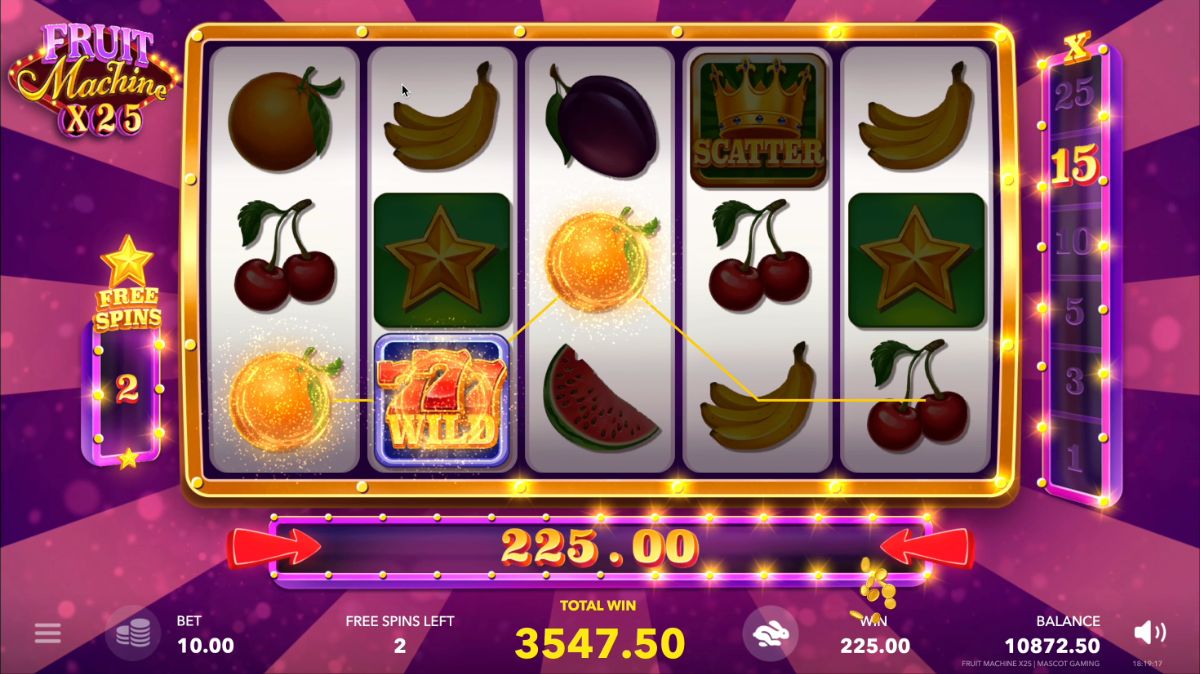 FRUIT
Machine
X25
SCATTER
X
25
15
10
5
3
1
FREE
SPINS
2
777
WILD
225.00
BET
10.00
FREE SPINS LEFT
2
TOTAL WIN
3547.50
WIN
225.00
BALANCE
10872.50
FRUIT MACHINE X25 | MASCOT GAMING
18:19:17